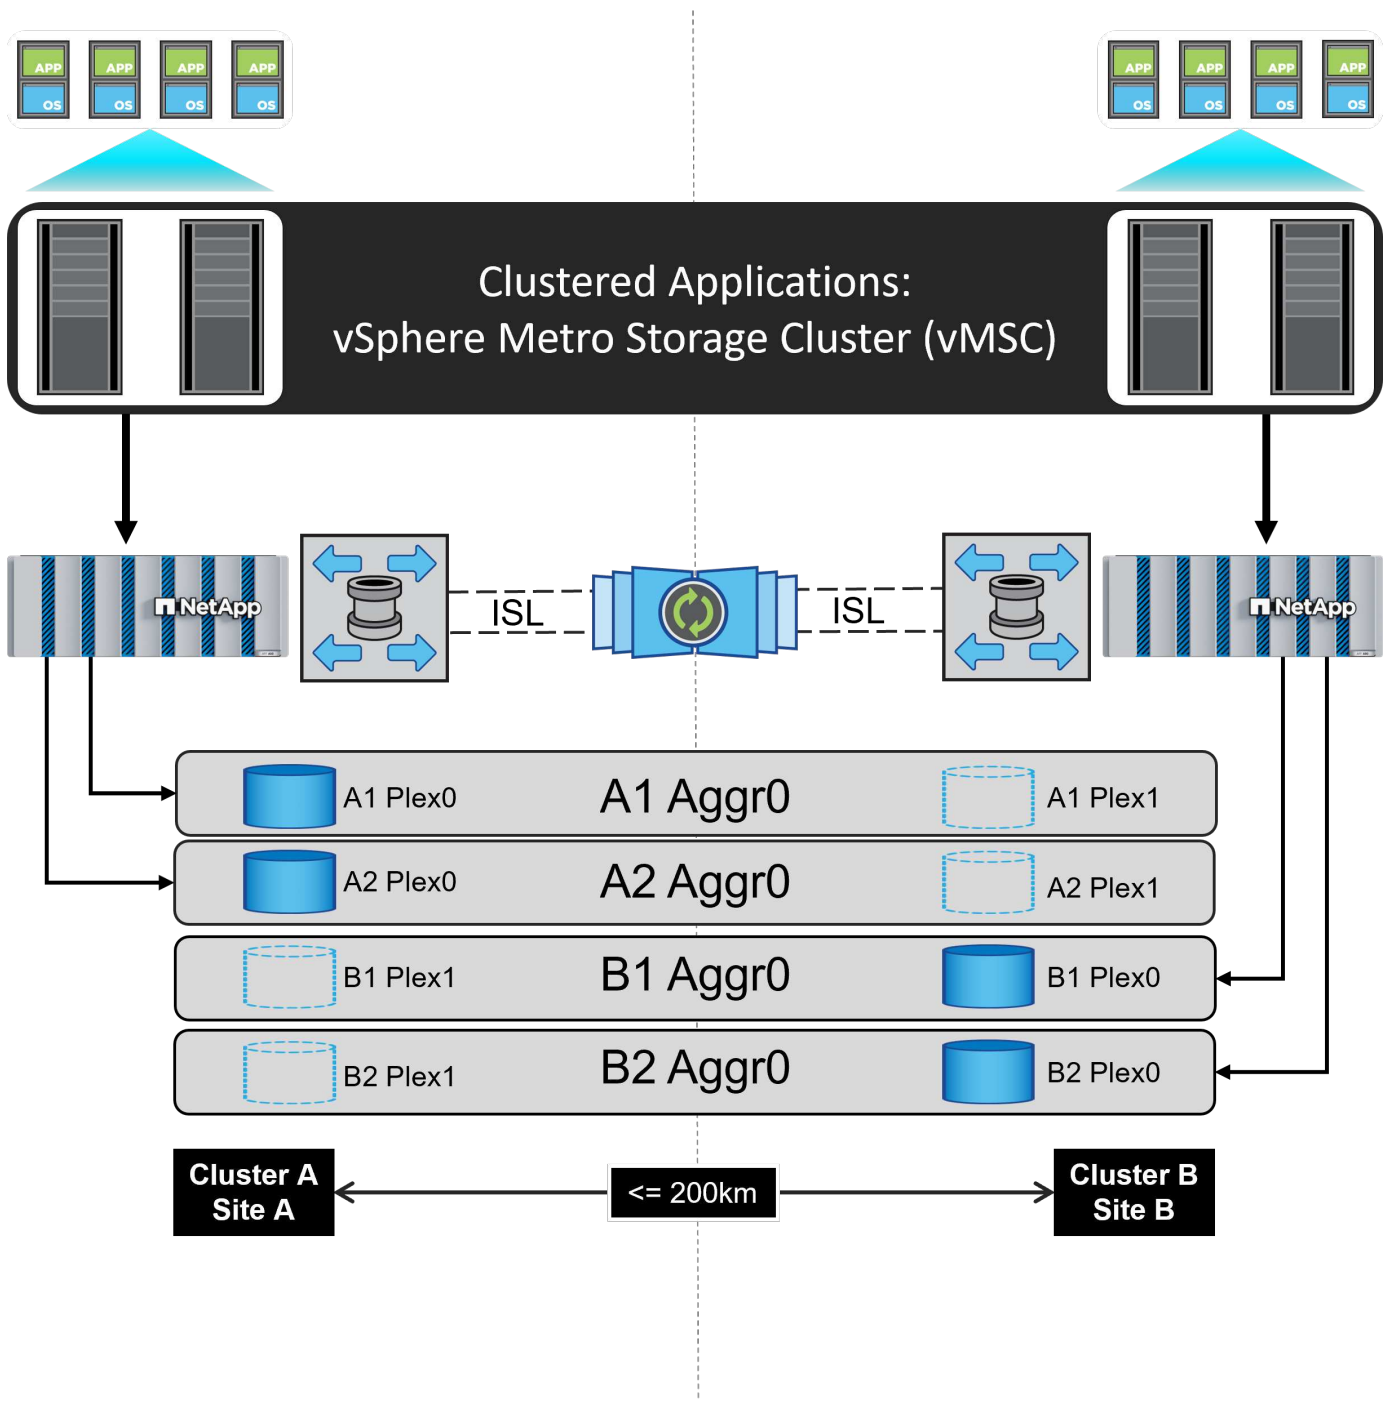 APP APP APP APP
OS OS OS OS
APP APP APP APP
OS OS OS OS
Clustered Applications:
vSphere Metro Storage Cluster (vMSC)
NetApp
ISL
ISL
NetApp
A1 Plex0
A1 Aggr0
A1 Plex1
A2 Plex0
A2 Aggr0
A2 Plex1
B1 Plex1
B1 Aggr0
B1 Plex0
B2 Plex1
B2 Aggr0
B2 Plex0
Cluster A
Site A
<= 200km
Cluster B
Site B